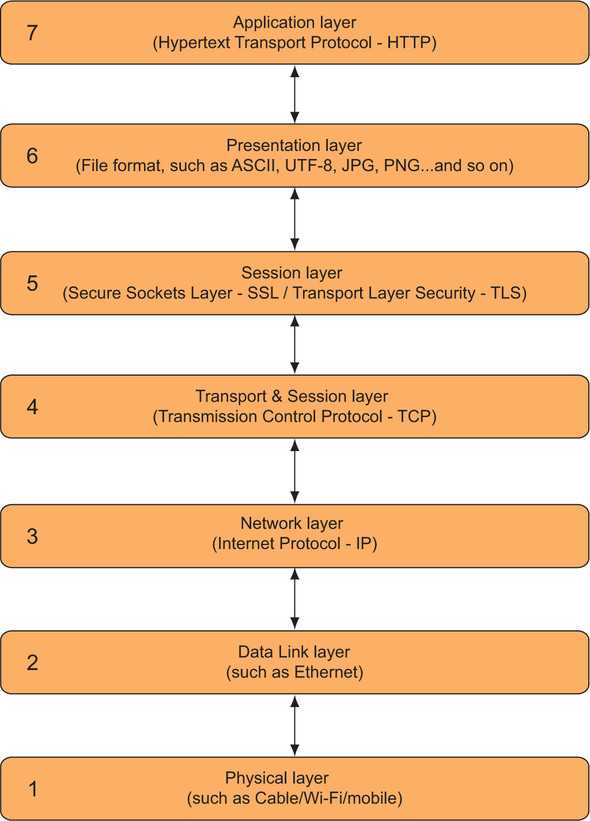 7
Application layer
(Hypertext Transport Protocol - HTTP)
6
Presentation layer
(File format, such as ASCII, UTF-8, JPG, PNG...and so on)
5
Session layer
(Secure Sockets Layer - SSL / Transport Layer Security - TLS)
4
Transport & Session layer
(Transmission Control Protocol - TCP)
3
Network layer
(Internet Protocol - IP)
2
Data Link layer
(such as Ethernet)
1
Physical layer
(such as Cable/Wi-Fi/mobile)